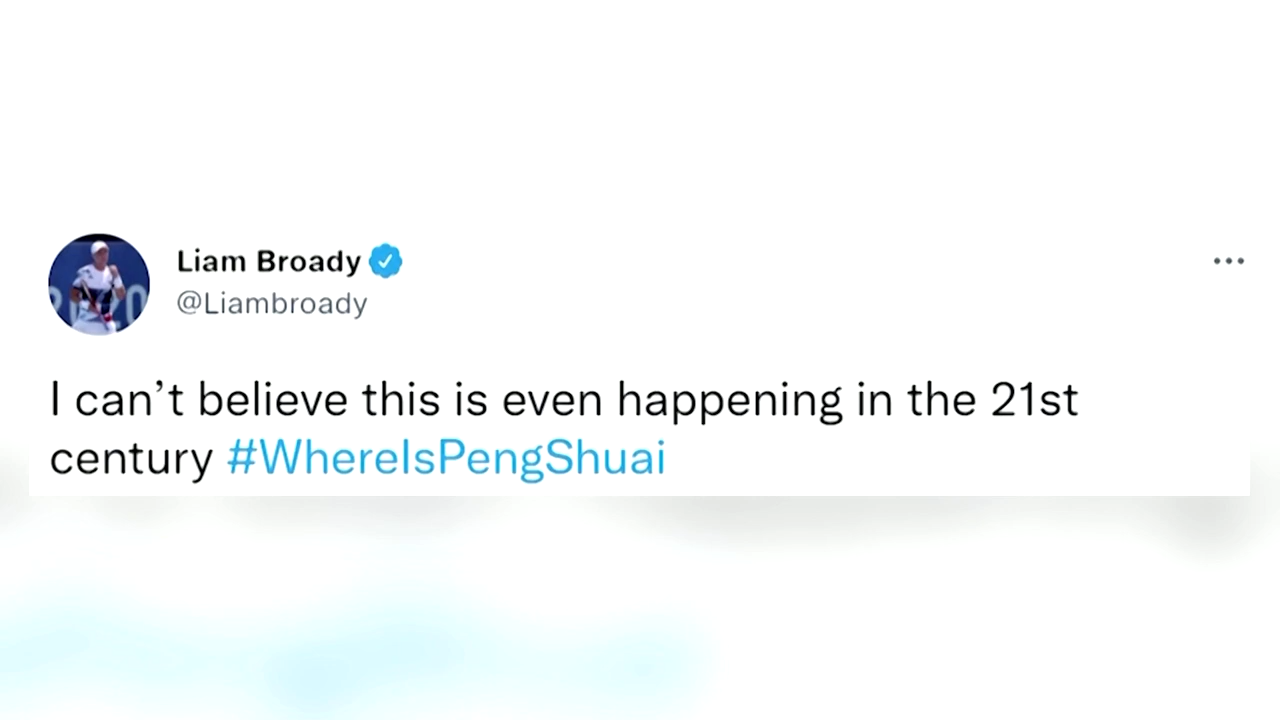 Liam Broady
@Liambroady
I can’t believe this is even happening in the 21st
century #WhereIsPengShuai